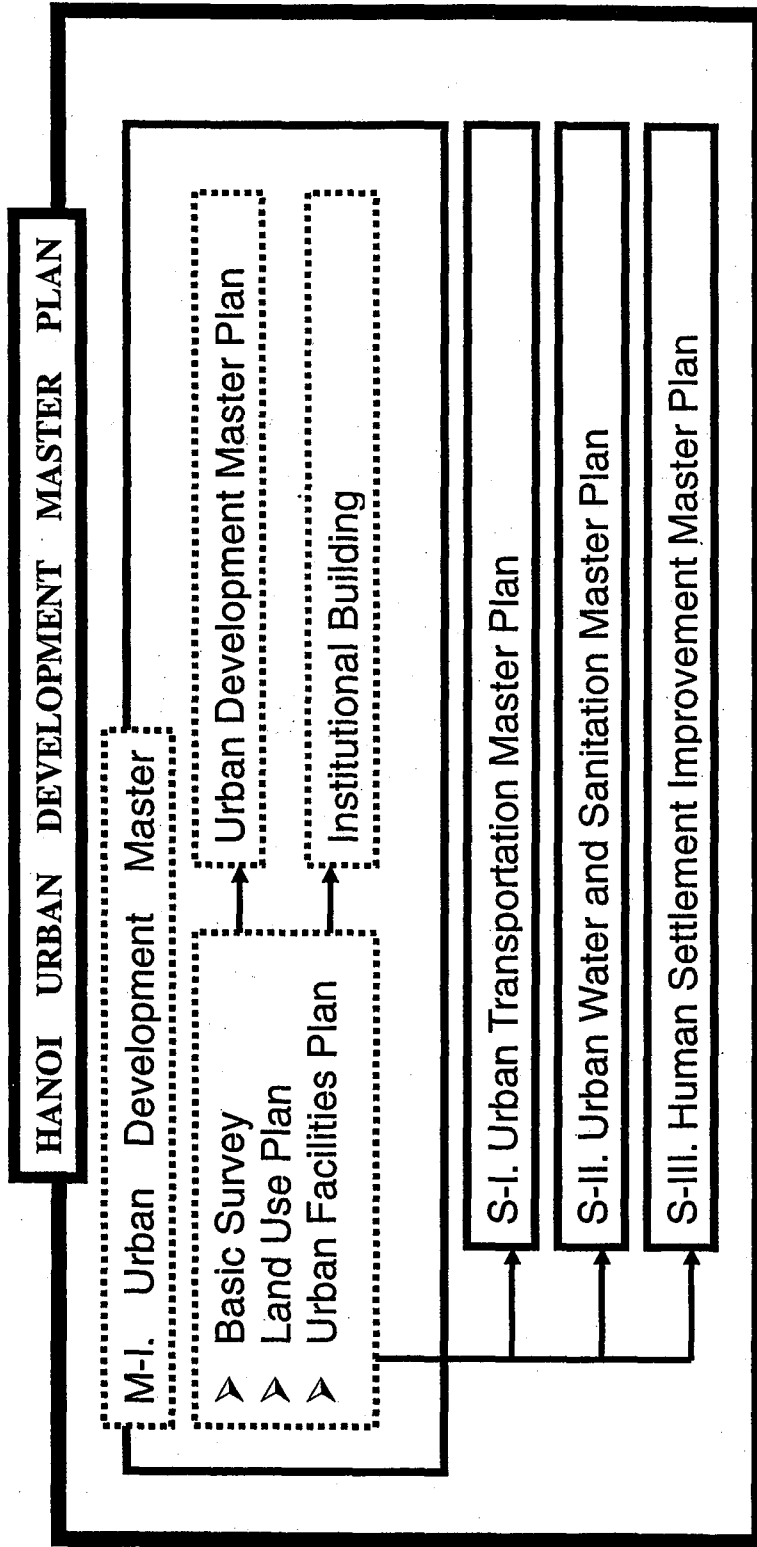 HANOI URBAN DEVELOPMENT MASTER PLAN
M-I. Urban Development Master
➢ Basic Survey
➢ Land Use Plan
➢ Urban Facilities Plan
Urban Development Master Plan
Institutional Building
S-I. Urban Transportation Master Plan
S-II. Urban Water and Sanitation Master Plan
S-III. Human Settlement Improvement Master Plan